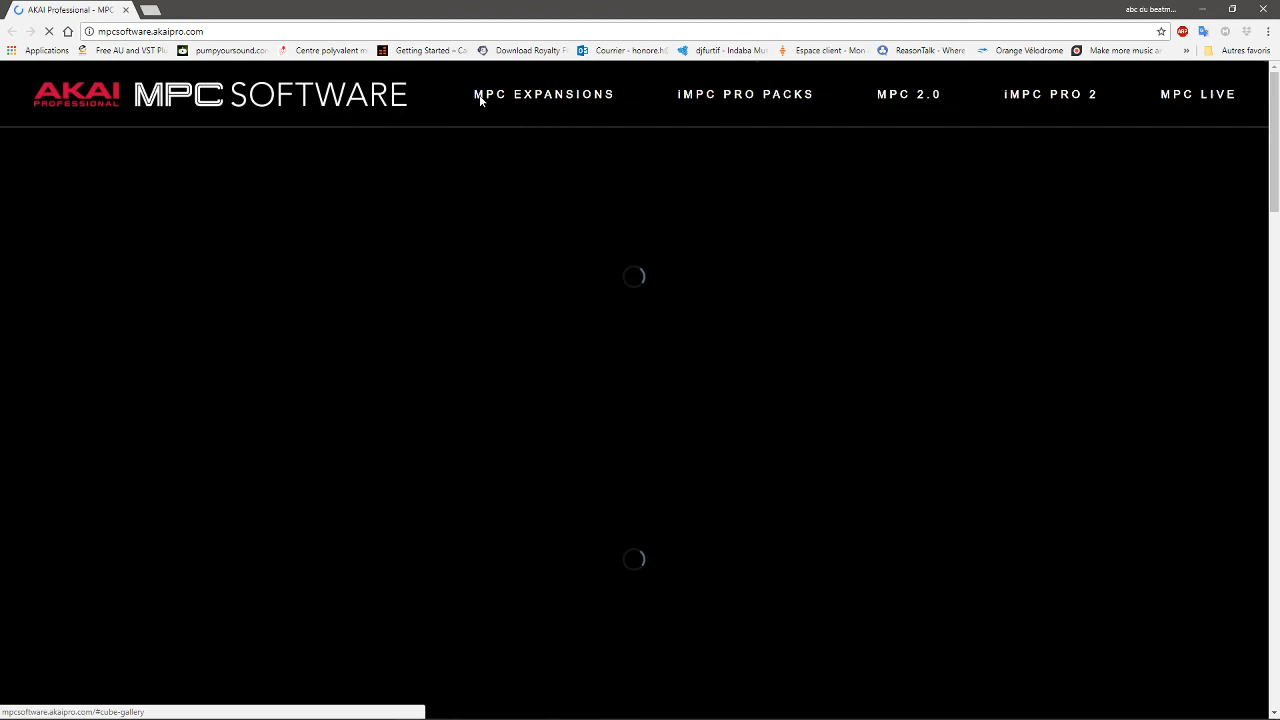 AKAI Professional - MPC
abc du beatm...
mpcsoftware.akaipro.com
Applications
Free AU and VST Plu
pumpyoursound.con
Centre polyvalent m
Getting Started – Co
Download Royalty F
Courrier - horace@
djfurtif - Indaba Mu
Espace client - Mon
ReasonTalk - Where
Orange Vélodrome
Make more music an
»
Autres favoris
AKAI PROFESSIONAL MPC SOFTWARE
MPC EXPANSIONS
iMPC PRO PACKS
MPC 2.0
iMPC PRO 2
MPC LIVE
mpcsoftware.akaipro.com/#cube-gallery